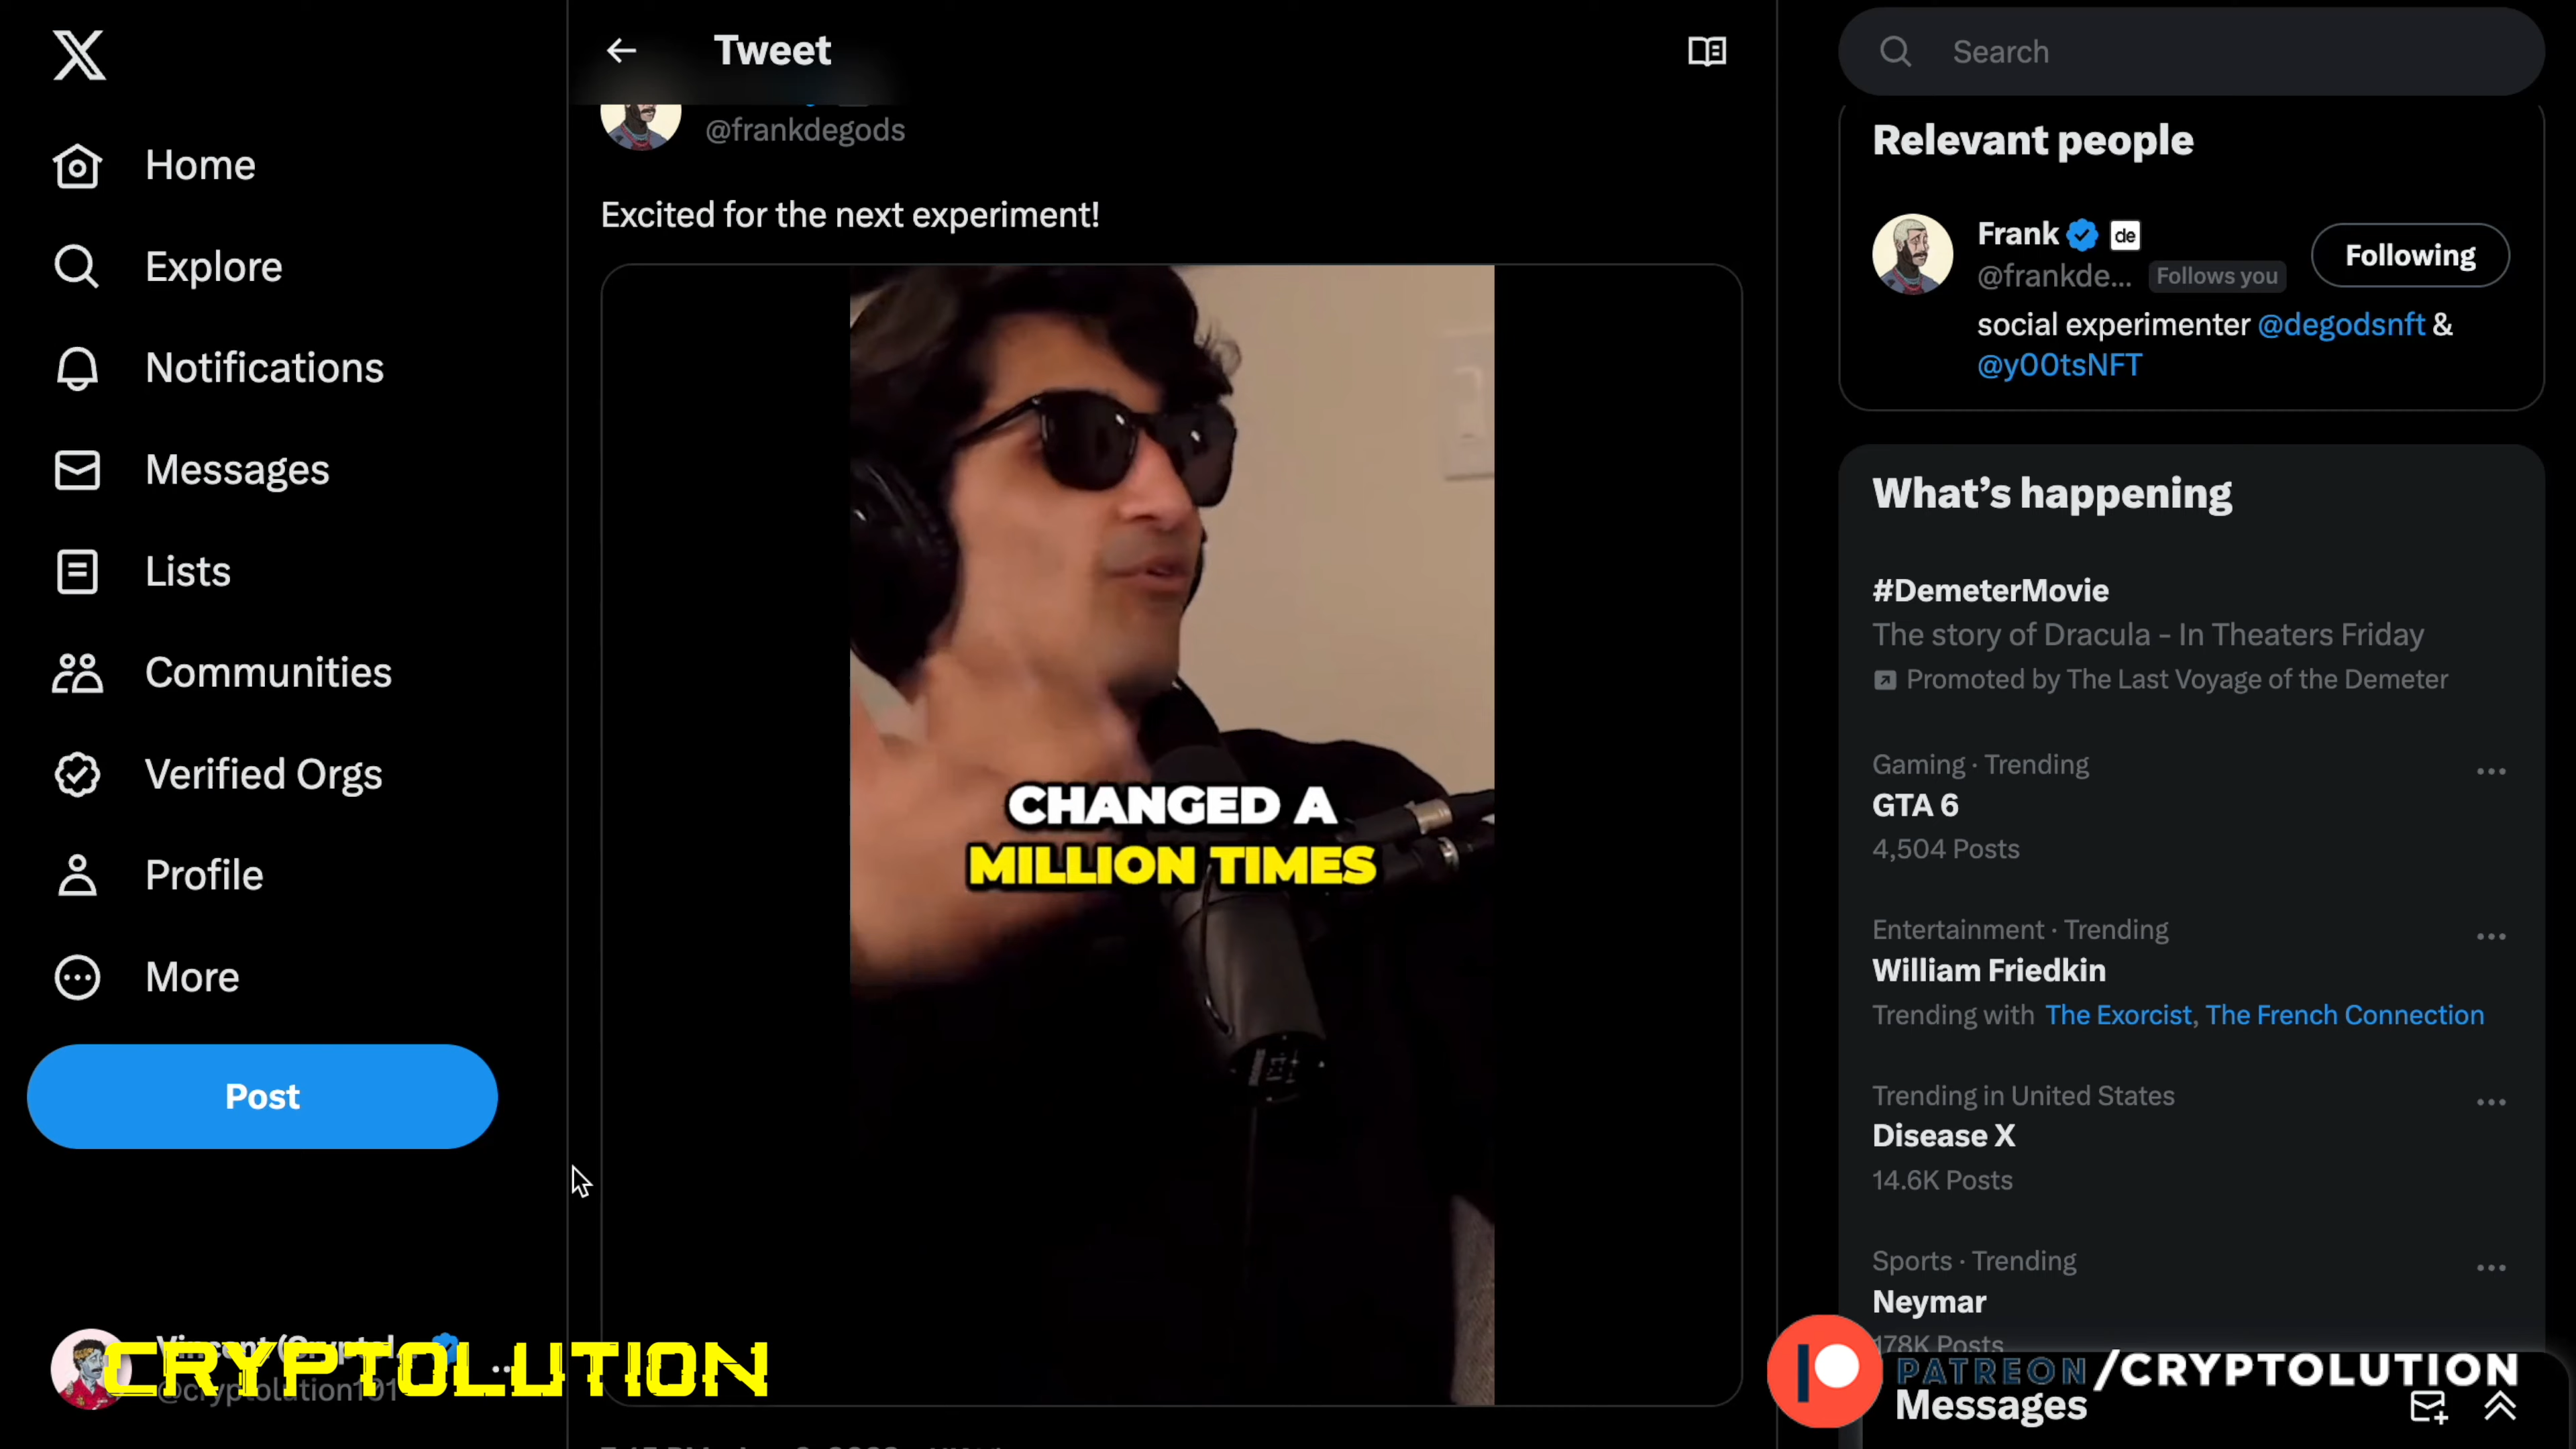 Home
Explore
Notifications
Messages
Lists
Communities
Verified Orgs
Profile
More
Post
@cryptolution101
CRYPTOLUTION
Tweet
@frankdegods
Excited for the next experiment!
CHANGED A
MILLION TIMES
Search
Relevant people
Frank de
@frankde... Follows you
Following
social experimenter @degodsnft &
@y00tsNFT
What's happening
#DemeterMovie
The story of Dracula - In Theaters Friday
Promoted by The Last Voyage of the Demeter
Gaming · Trending
GTA 6
4,504 Posts
Entertainment · Trending
William Friedkin
Trending with The Exorcist, The French Connection
Trending in United States
Disease X
14.6K Posts
Sports · Trending
Neymar
178K Posts
PATREON/CRYPTOLUTION
Messages